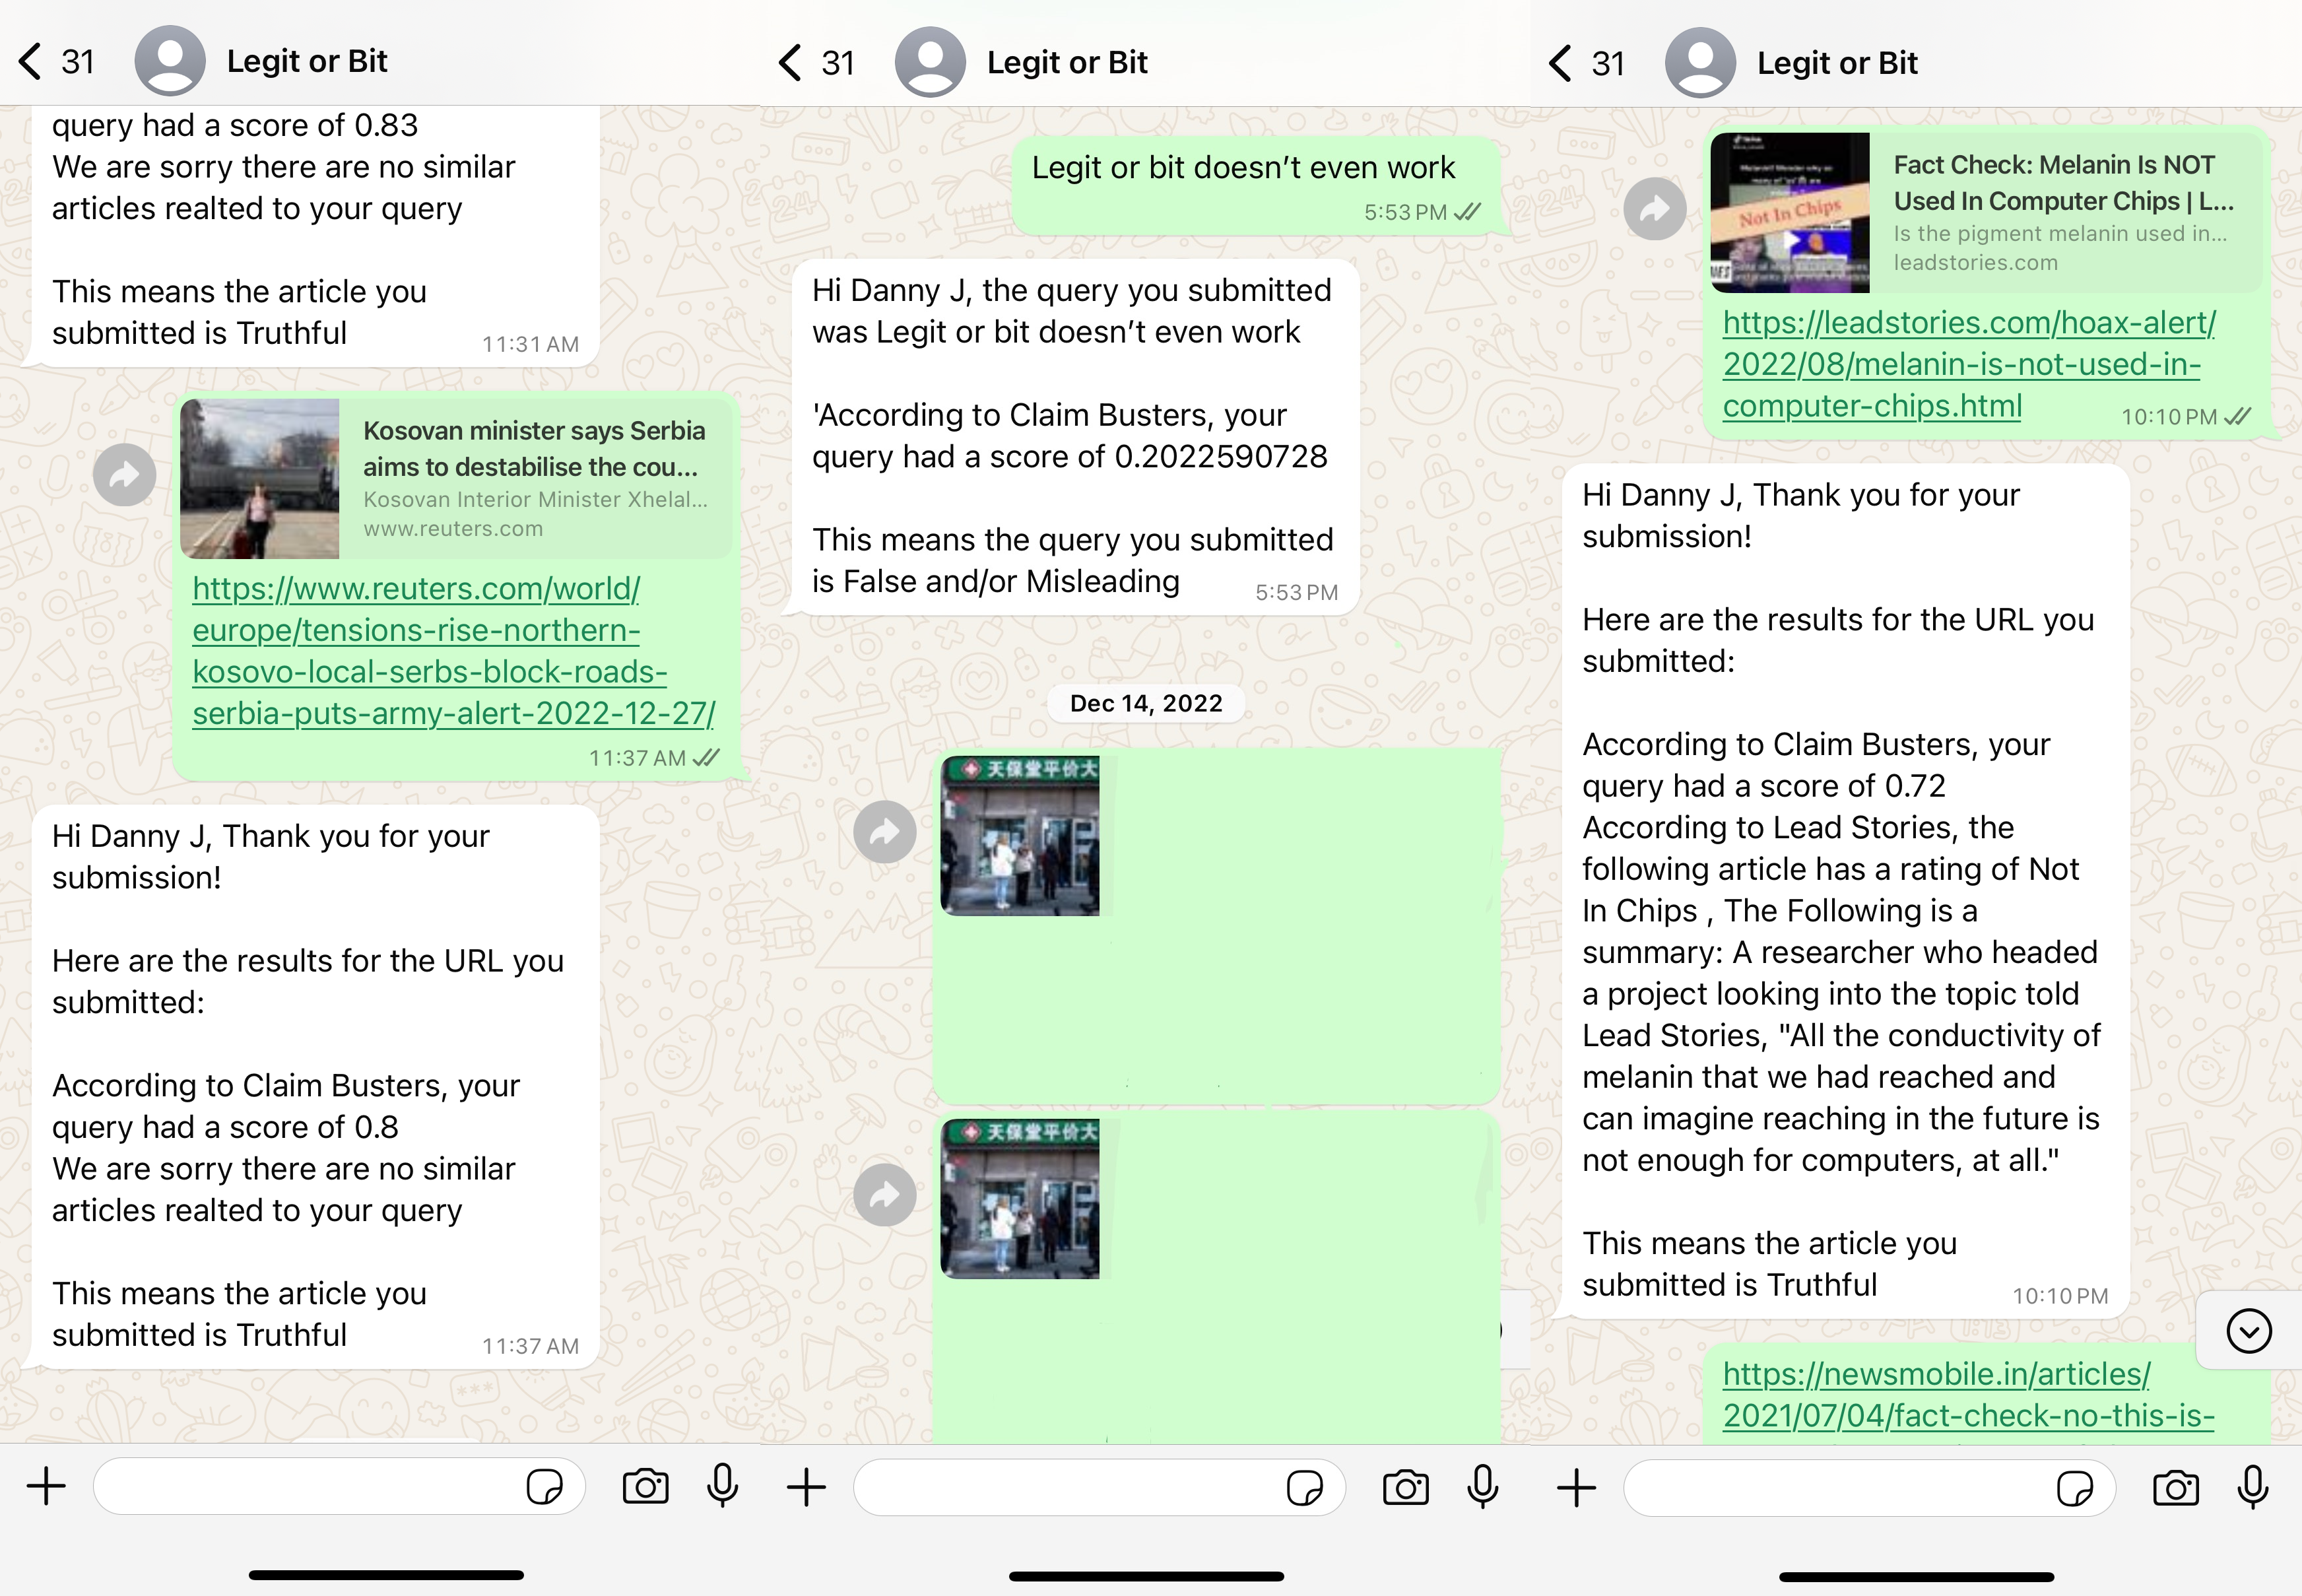 31
Legit or Bit
query had a score of 0.83
We are sorry there are no similar
articles realted to your query
This means the article you
submitted is Truthful
11:31 AM
Kosovan minister says Serbia
aims to destabilise the cou...
Kosovan Interior Minister Xhelal...
www.reuters.com
https://www.reuters.com/world/
europe/tensions-rise-northern-
kosovo-local-serbs-block-roads-
serbia-puts-army-alert-2022-12-27/
11:37 AM
Hi Danny J, Thank you for your
submission!
Here are the results for the URL you
submitted:
According to Claim Busters, your
query had a score of 0.8
We are sorry there are no similar
articles realted to your query
This means the article you
submitted is Truthful
11:37 AM
31
Legit or Bit
Legit or bit doesn’t even work
5:53 PM
Hi Danny J, the query you submitted
was Legit or bit doesn’t even work
'According to Claim Busters, your
query had a score of 0.2022590728
This means the query you submitted
is False and/or Misleading
5:53 PM
Dec 14, 2022
天保堂平价大
天保堂平价大
31
Legit or Bit
Not In Chips
Fact Check: Melanin Is NOT
Used In Computer Chips | L...
Is the pigment melanin used in...
leadstories.com
https://leadstories.com/hoax-alert/
2022/08/melanin-is-not-used-in-
computer-chips.html
10:10 PM
Hi Danny J, Thank you for your
submission!
Here are the results for the URL you
submitted:
According to Claim Busters, your
query had a score of 0.72
According to Lead Stories, the
following article has a rating of Not
In Chips , The Following is a
summary: A researcher who headed
a project looking into the topic told
Lead Stories, "All the conductivity of
melanin that we had reached and
can imagine reaching in the future is
not enough for computers, at all."
This means the article you
submitted is Truthful
10:10 PM
https://newsmobile.in/articles/
2021/07/04/fact-check-no-this-is-